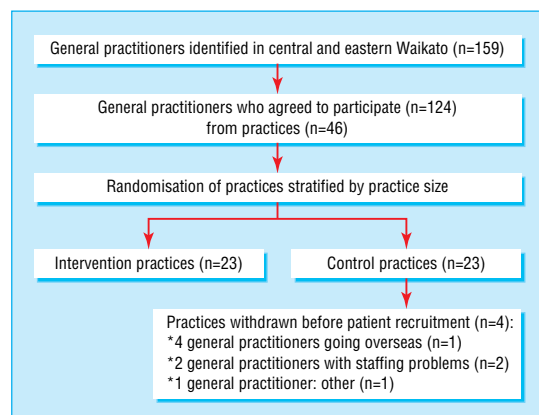 General practitioners identified in central and eastern Waikato (n=159)
General practitioners who agreed to participate (n=124)
from practices (n=46)
Randomisation of practices stratified by practice size
Intervention practices (n=23)
Control practices (n=23)
Practices withdrawn before patient recruitment (n=4):
*4 general practitioners going overseas (n=1)
*2 general practitioners with staffing problems (n=2)
*1 general practitioner: other (n=1)